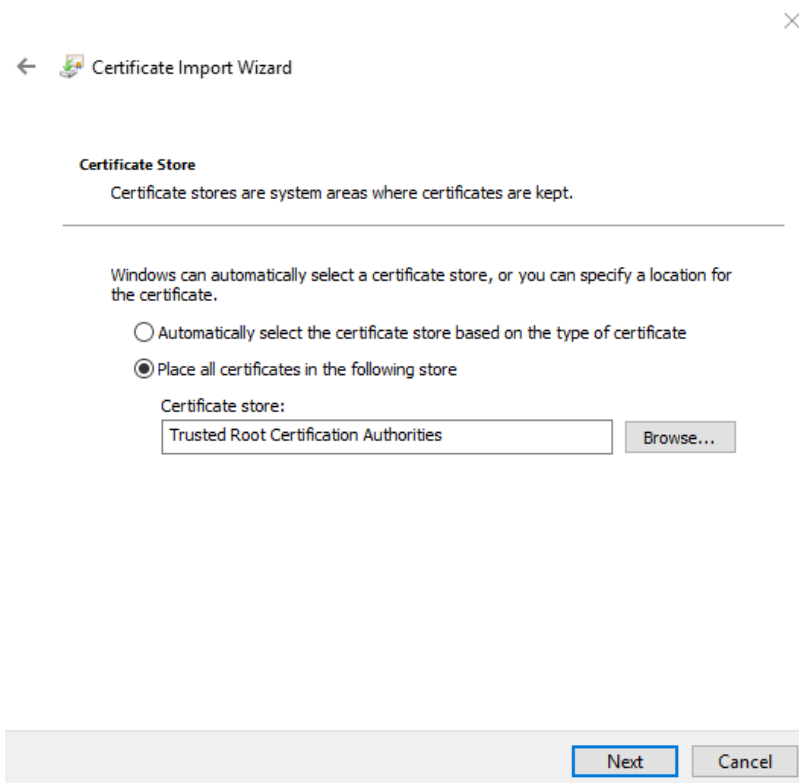 Certificate Import Wizard
Certificate Store
Certificate stores are system areas where certificates are kept.
Windows can automatically select a certificate store, or you can specify a location for
the certificate.
Automatically select the certificate store based on the type of certificate
Place all certificates in the following store
Certificate store:
Trusted Root Certification Authorities
Browse...
Next
Cancel